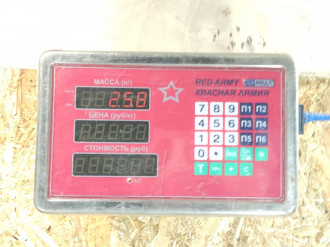 МАССА (кг)
RED ARMY
КРАСНАЯ АРМИЯ
2.58
ЦЕНА (руб/кг)
СТОИМОСТЬ (руб)
7 8 9 П1 П2
4 5 6 П3 П4
1 2 3 П5 П6
0
T
AC